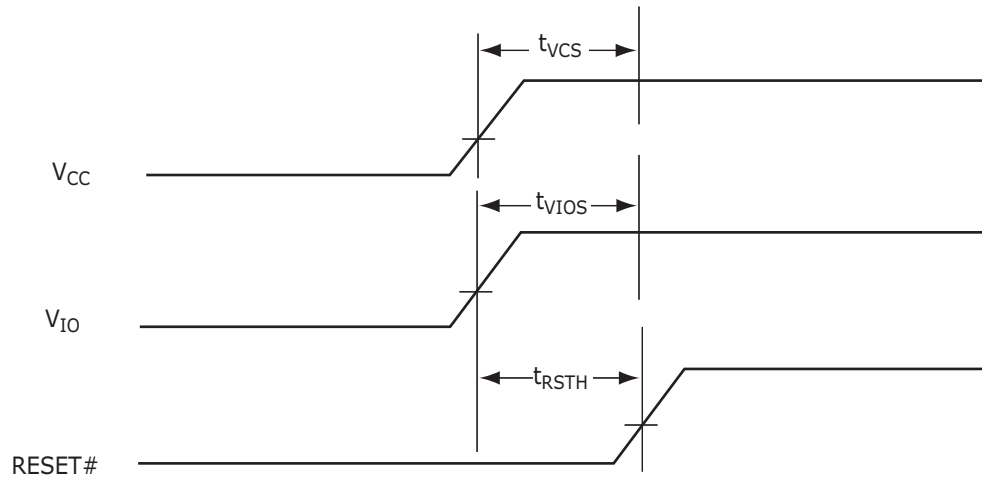 tVCS
VCC
tVIOS
VIO
tRSTH
RESET#